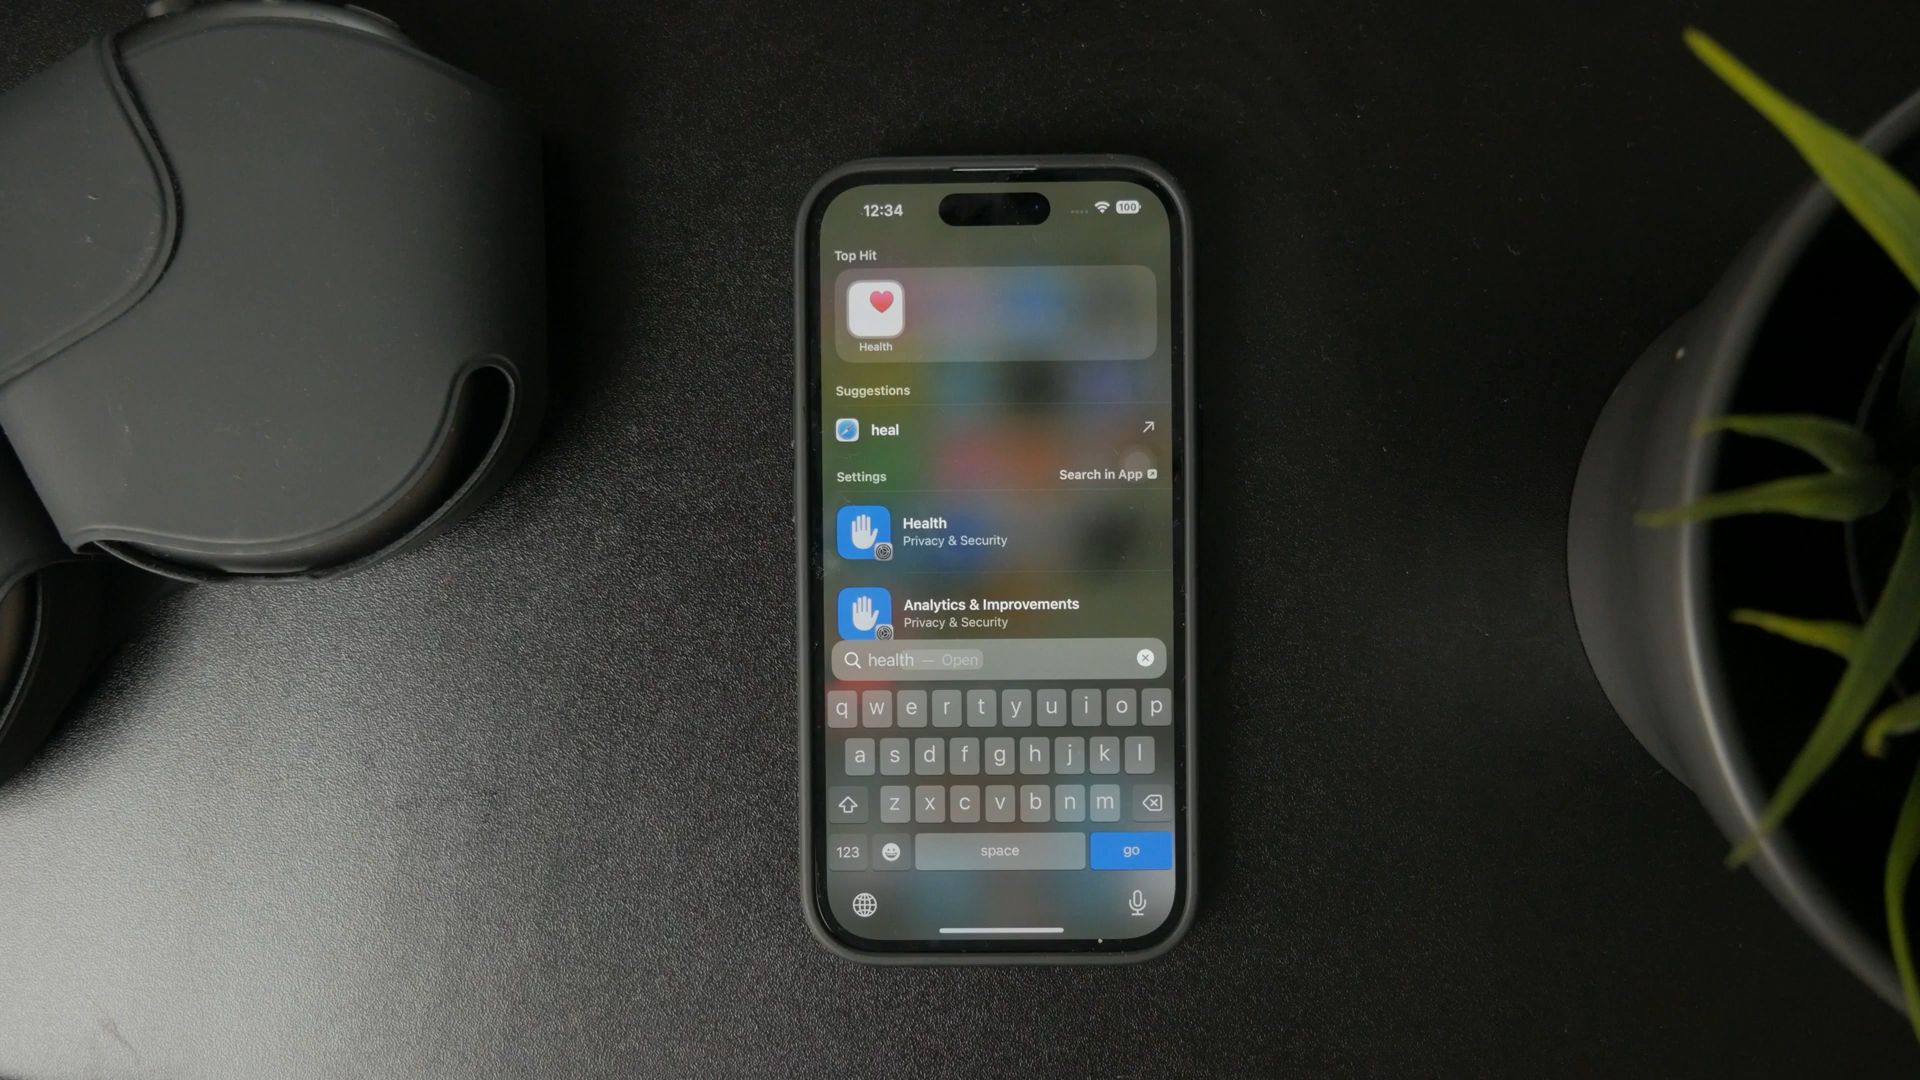 12:34
100
Top Hit
Health
Suggestions
heal
Settings
Search in App
Health
Privacy & Security
Analytics & Improvements
Privacy & Security
health — Open
q w e r t y u i o p
a s d f g h j k l
z x c v b n m
123 space go